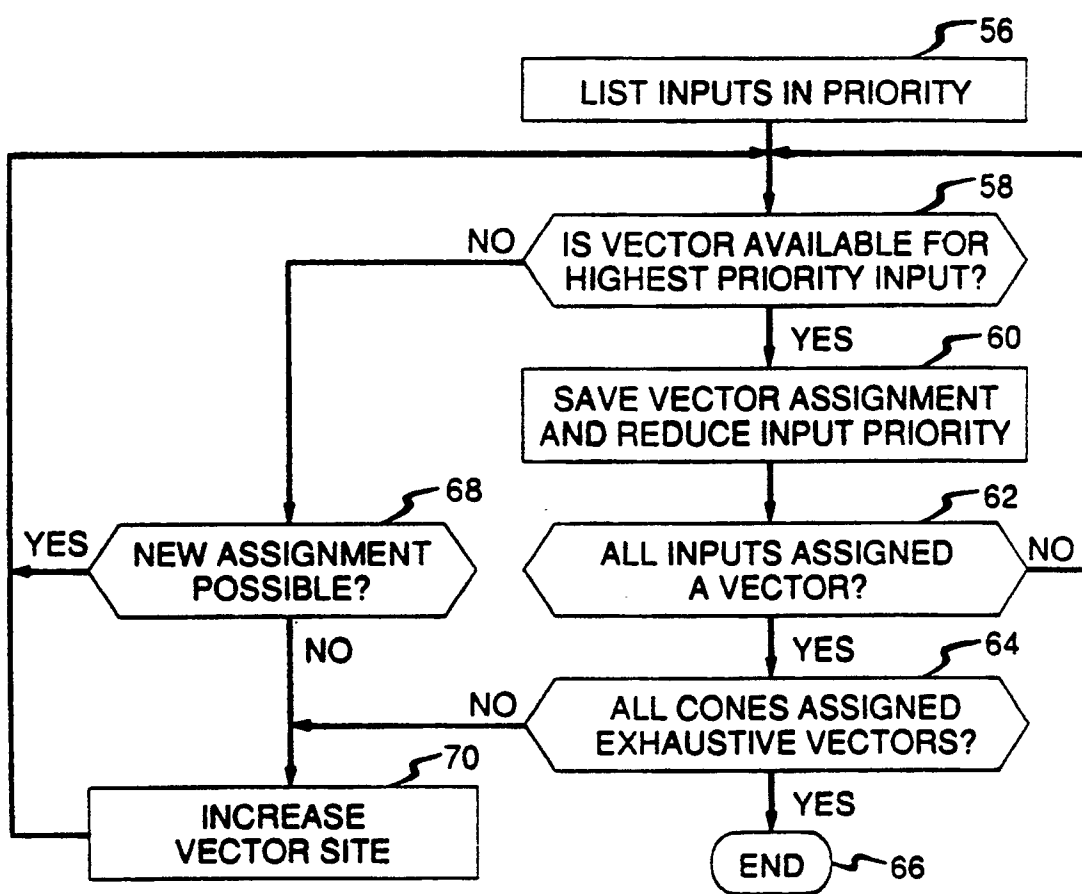 56
LIST INPUTS IN PRIORITY
58
NO
IS VECTOR AVAILABLE FOR
HIGHEST PRIORITY INPUT?
YES
60
SAVE VECTOR ASSIGNMENT
AND REDUCE INPUT PRIORITY
68
62
YES
NEW ASSIGNMENT
POSSIBLE?
ALL INPUTS ASSIGNED
A VECTOR?
NO
NO
YES
64
NO
ALL CONES ASSIGNED
EXHAUSTIVE VECTORS?
70
YES
INCREASE
VECTOR SITE
END
66